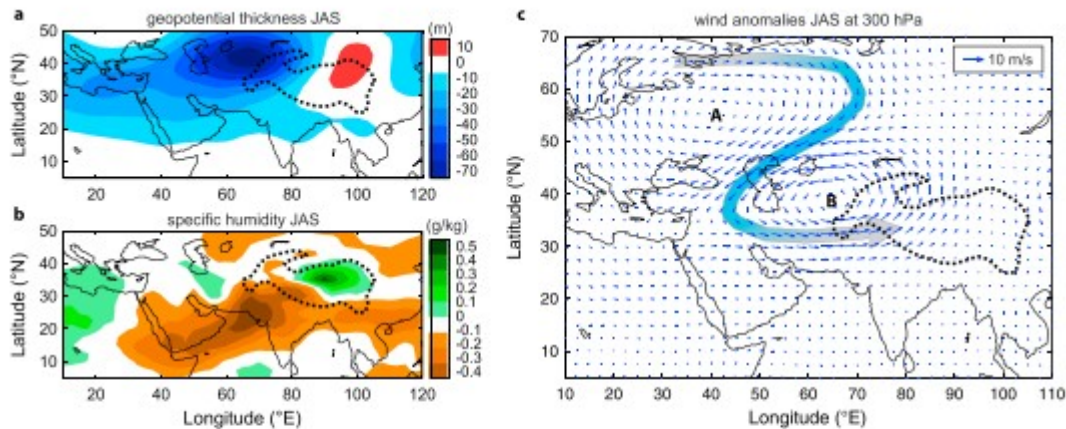 a
geopotential thickness JAS
(m)
50
40
30
20
10
Latitude (°N)
20 40 60 80 100 120
10
0
-10
-20
-30
-40
-50
-60
-70
b
specific humidity JAS
(g/kg)
50
40
30
20
10
Latitude (°N)
20 40 60 80 100 120
Longitude (°E)
0.5
0.4
0.3
0.2
0.1
0
-0.1
-0.2
-0.3
-0.4
c
wind anomalies JAS at 300 hPa
70
60
50
40
30
20
10
Latitude (°N)
10 m/s
A
B
10 20 30 40 50 60 70 80 90 100 110
Longitude (°E)